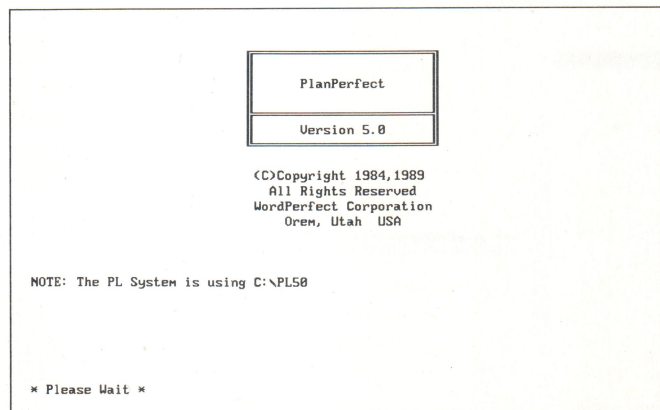 PlanPerfect
Version 5.0
(C)Copyright 1984,1989
All Rights Reserved
WordPerfect Corporation
Orem, Utah USA
NOTE: The PL System is using C:\PL50
* Please Wait *